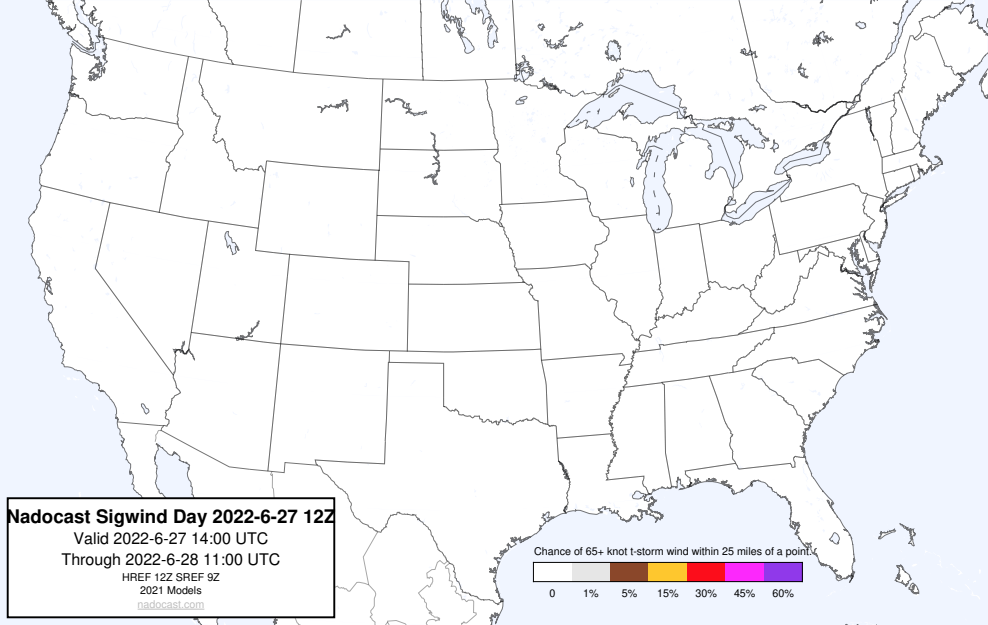 Nadocast Sigwind Day 2022-6-27 12Z
Valid 2022-6-27 14:00 UTC
Through 2022-6-28 11:00 UTC
HREF 12Z SREF 9Z
2021 Models
nadocast.com
Chance of 65+ knot t-storm wind within 25 miles of a point.
0 1% 5% 15% 30% 45% 60%